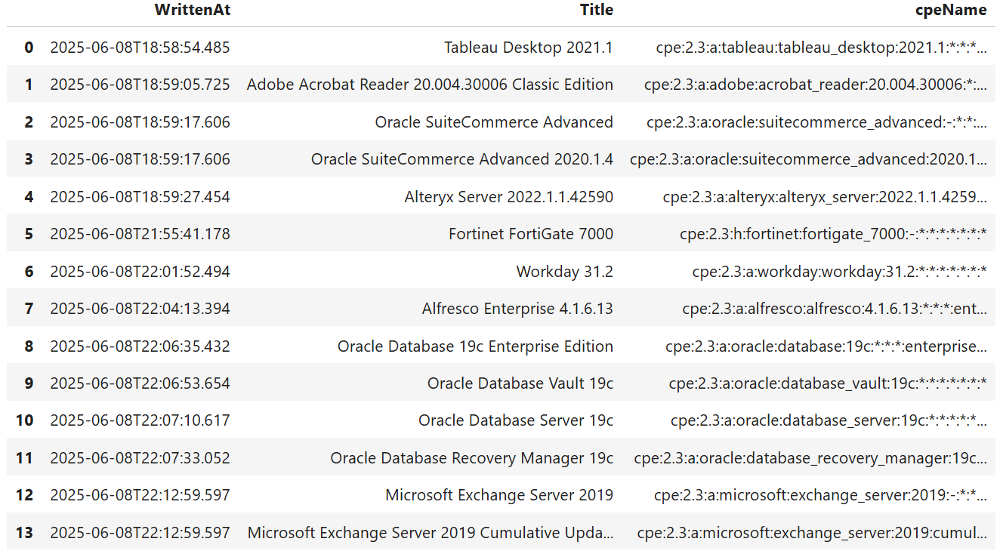 WrittenAt Title cpeName
0 2025-06-08T18:58:54.485 Tableau Desktop 2021.1 cpe:2.3:a:tableau:tableau_desktop:2021.1:*:*:*...
1 2025-06-08T18:59:05.725 Adobe Acrobat Reader 20.004.30006 Classic Edition cpe:2.3:a:adobe:acrobat_reader:20.004.30006:*:...
2 2025-06-08T18:59:17.606 Oracle SuiteCommerce Advanced cpe:2.3:a:oracle:suitecommerce_advanced:-:*:*:...
3 2025-06-08T18:59:17.606 Oracle SuiteCommerce Advanced 2020.1.4 cpe:2.3:a:oracle:suitecommerce_advanced:2020.1...
4 2025-06-08T18:59:27.454 Alteryx Server 2022.1.1.42590 cpe:2.3:a:alteryx:alteryx_server:2022.1.1.4259...
5 2025-06-08T21:55:41.178 Fortinet FortiGate 7000 cpe:2.3:h:fortinet:fortigate_7000:-:*:*:*:*:*:*:*
6 2025-06-08T22:01:52.494 Workday 31.2 cpe:2.3:a:workday:workday:31.2:*:*:*:*:*:*:*
7 2025-06-08T22:04:13.394 Alfresco Enterprise 4.1.6.13 cpe:2.3:a:alfresco:alfresco:4.1.6.13:*:*:*:ent...
8 2025-06-08T22:06:35.432 Oracle Database 19c Enterprise Edition cpe:2.3:a:oracle:database:19c:*:*:*:enterprise...
9 2025-06-08T22:06:53.654 Oracle Database Vault 19c cpe:2.3:a:oracle:database_vault:19c:*:*:*:*:*:*:*
10 2025-06-08T22:07:10.617 Oracle Database Server 19c cpe:2.3:a:oracle:database_server:19c:*:*:*:*:*...
11 2025-06-08T22:07:33.052 Oracle Database Recovery Manager 19c cpe:2.3:a:oracle:database_recovery_manager:19c...
12 2025-06-08T22:12:59.597 Microsoft Exchange Server 2019 cpe:2.3:a:microsoft:exchange_server:2019:-:*:*...
13 2025-06-08T22:12:59.597 Microsoft Exchange Server 2019 Cumulative Upda... cpe:2.3:a:microsoft:exchange_server:2019:cumul...